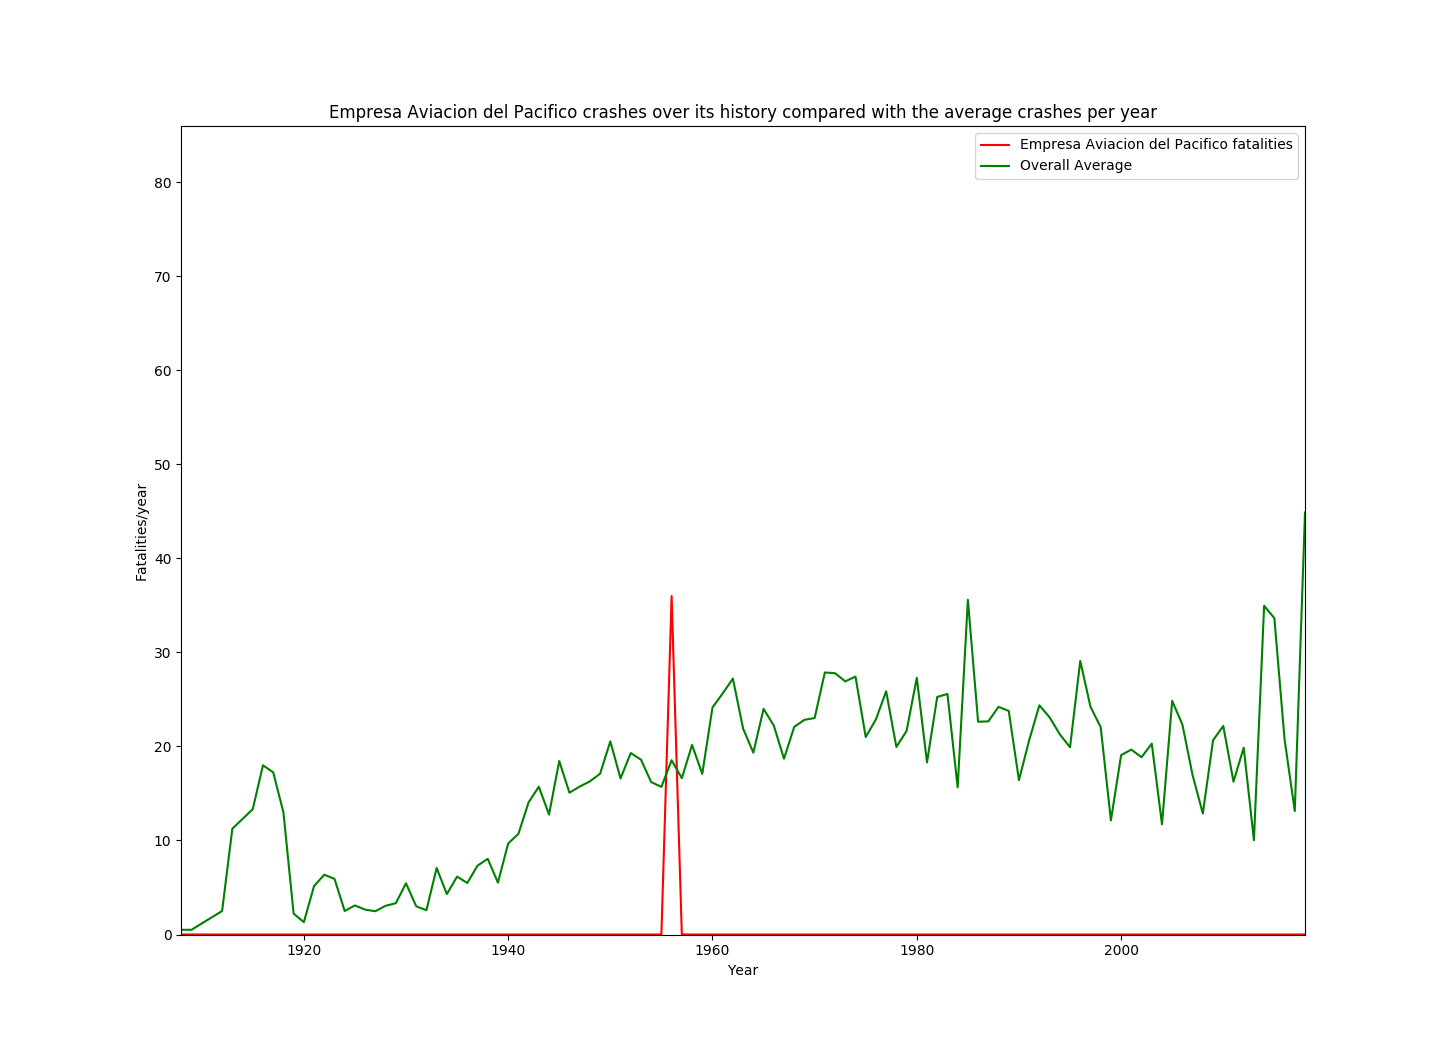 Empresa Aviacion del Pacifico crashes over its history compared with the average crashes per year
Empresa Aviacion del Pacifico fatalities
Overall Average
80
70
60
50
40
30
20
10
0
Fatalities/year
1920 1940 1960 1980 2000
Year